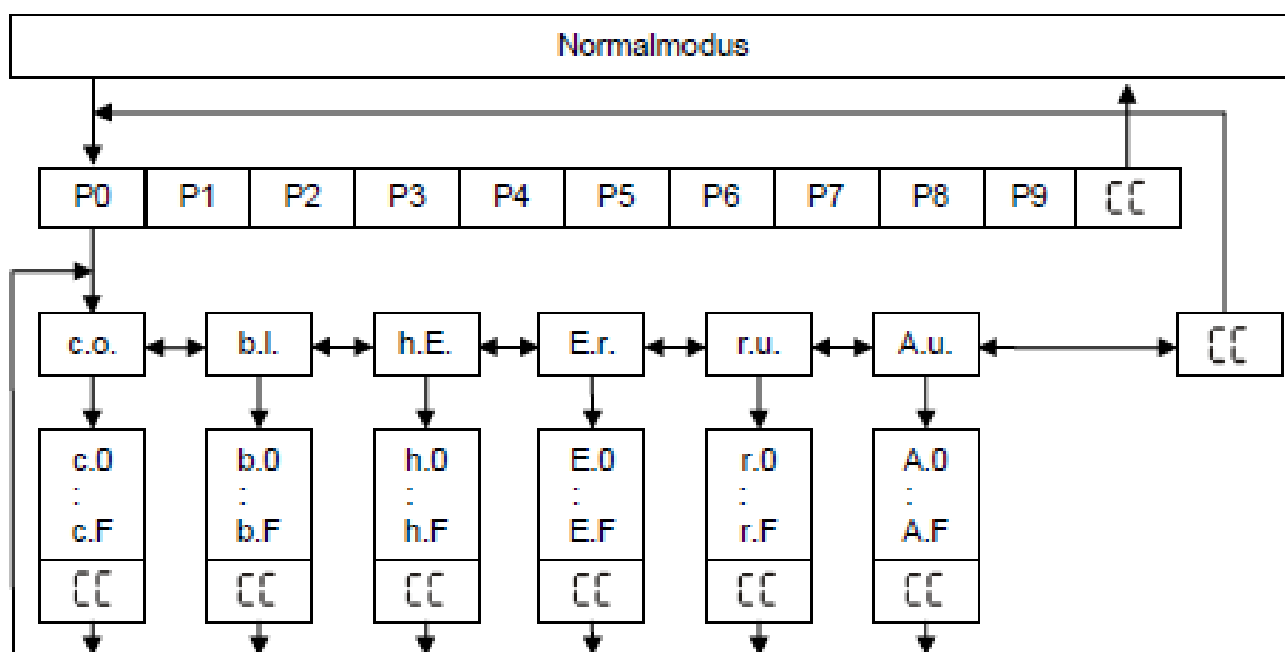 Normalmodus
P0 P1 P2 P3 P4 P5 P6 P7 P8 P9 CC
c.o. b.l. h.E. E.r. r.u. A.u. CC
c.0 b.0 h.0 E.0 r.0 A.0
: : : : : :
c.F b.F h.F E.F r.F A.F
CC CC CC CC CC CC